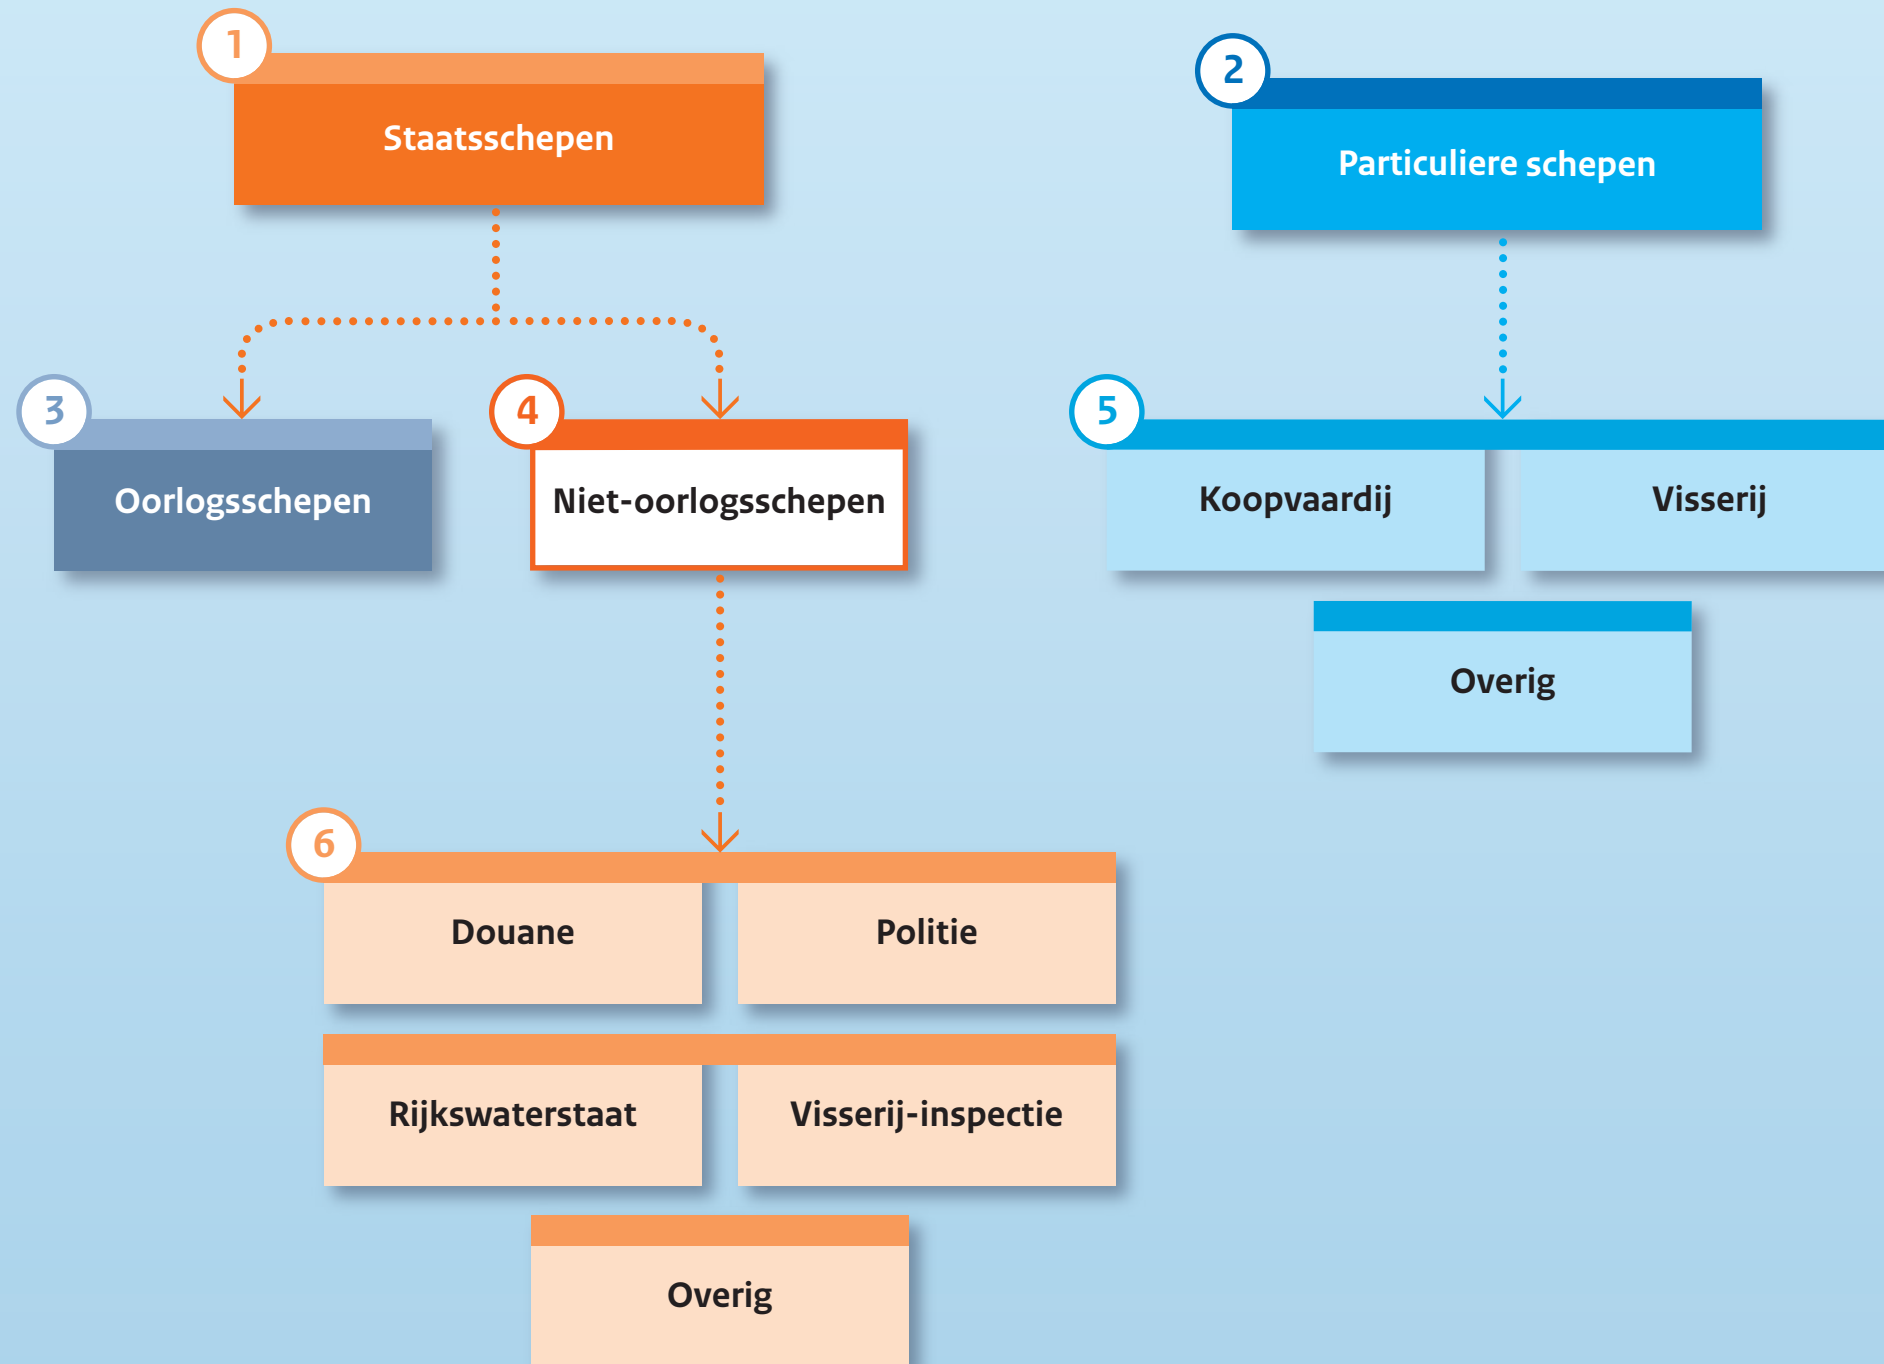 1
Staatsschepen
2
Particuliere schepen
3
Oorlogsschepen
4
Niet-oorlogsschepen
5
Koopvaardij
Visserij
Overig
6
Douane
Politie
Rijkswaterstaat
Visserij-inspectie
Overig